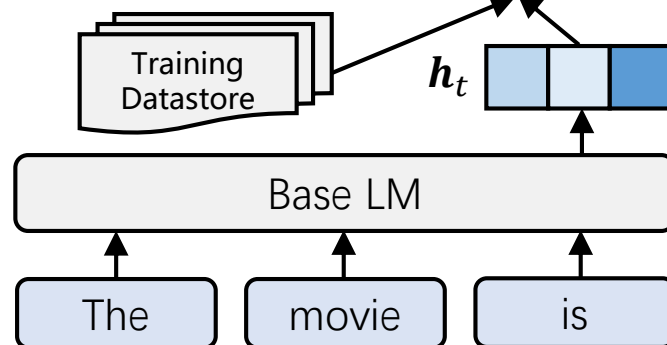 Training
Datastore
h_t
Base LM
The
movie
is